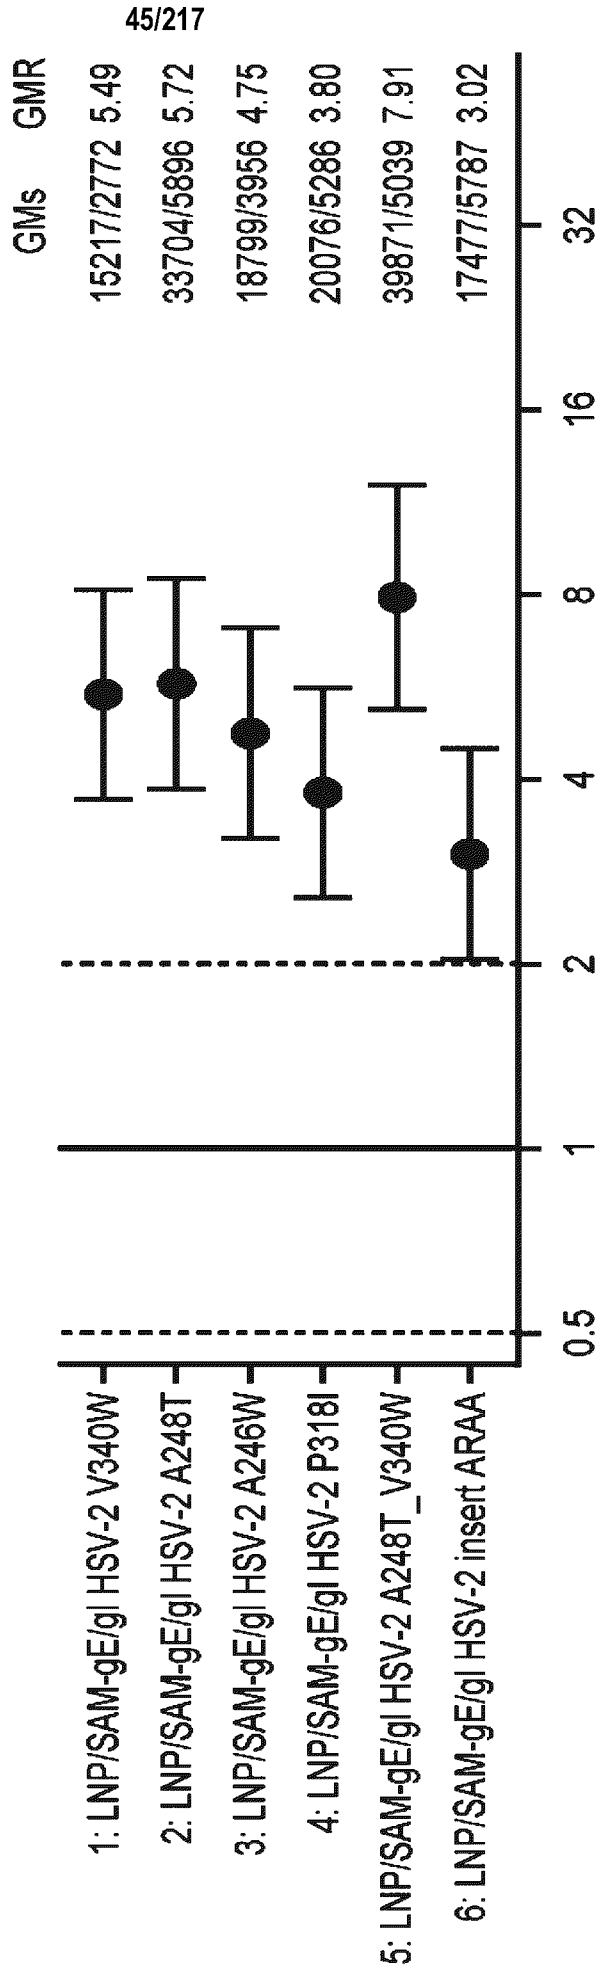 45/217
GMs GMR
1: LNP/SAM-gE/gI HSV-2 V340W 15217/2772 5.49
2: LNP/SAM-gE/gI HSV-2 A248T 33704/5896 5.72
3: LNP/SAM-gE/gI HSV-2 A246W 18799/3956 4.75
4: LNP/SAM-gE/gI HSV-2 P318I 20076/5286 3.80
5: LNP/SAM-gE/gI HSV-2 A248T_V340W 39871/5039 7.91
6: LNP/SAM-gE/gI HSV-2 insert ARAA 17477/5787 3.02
0.5 1 2 4 8 16 32